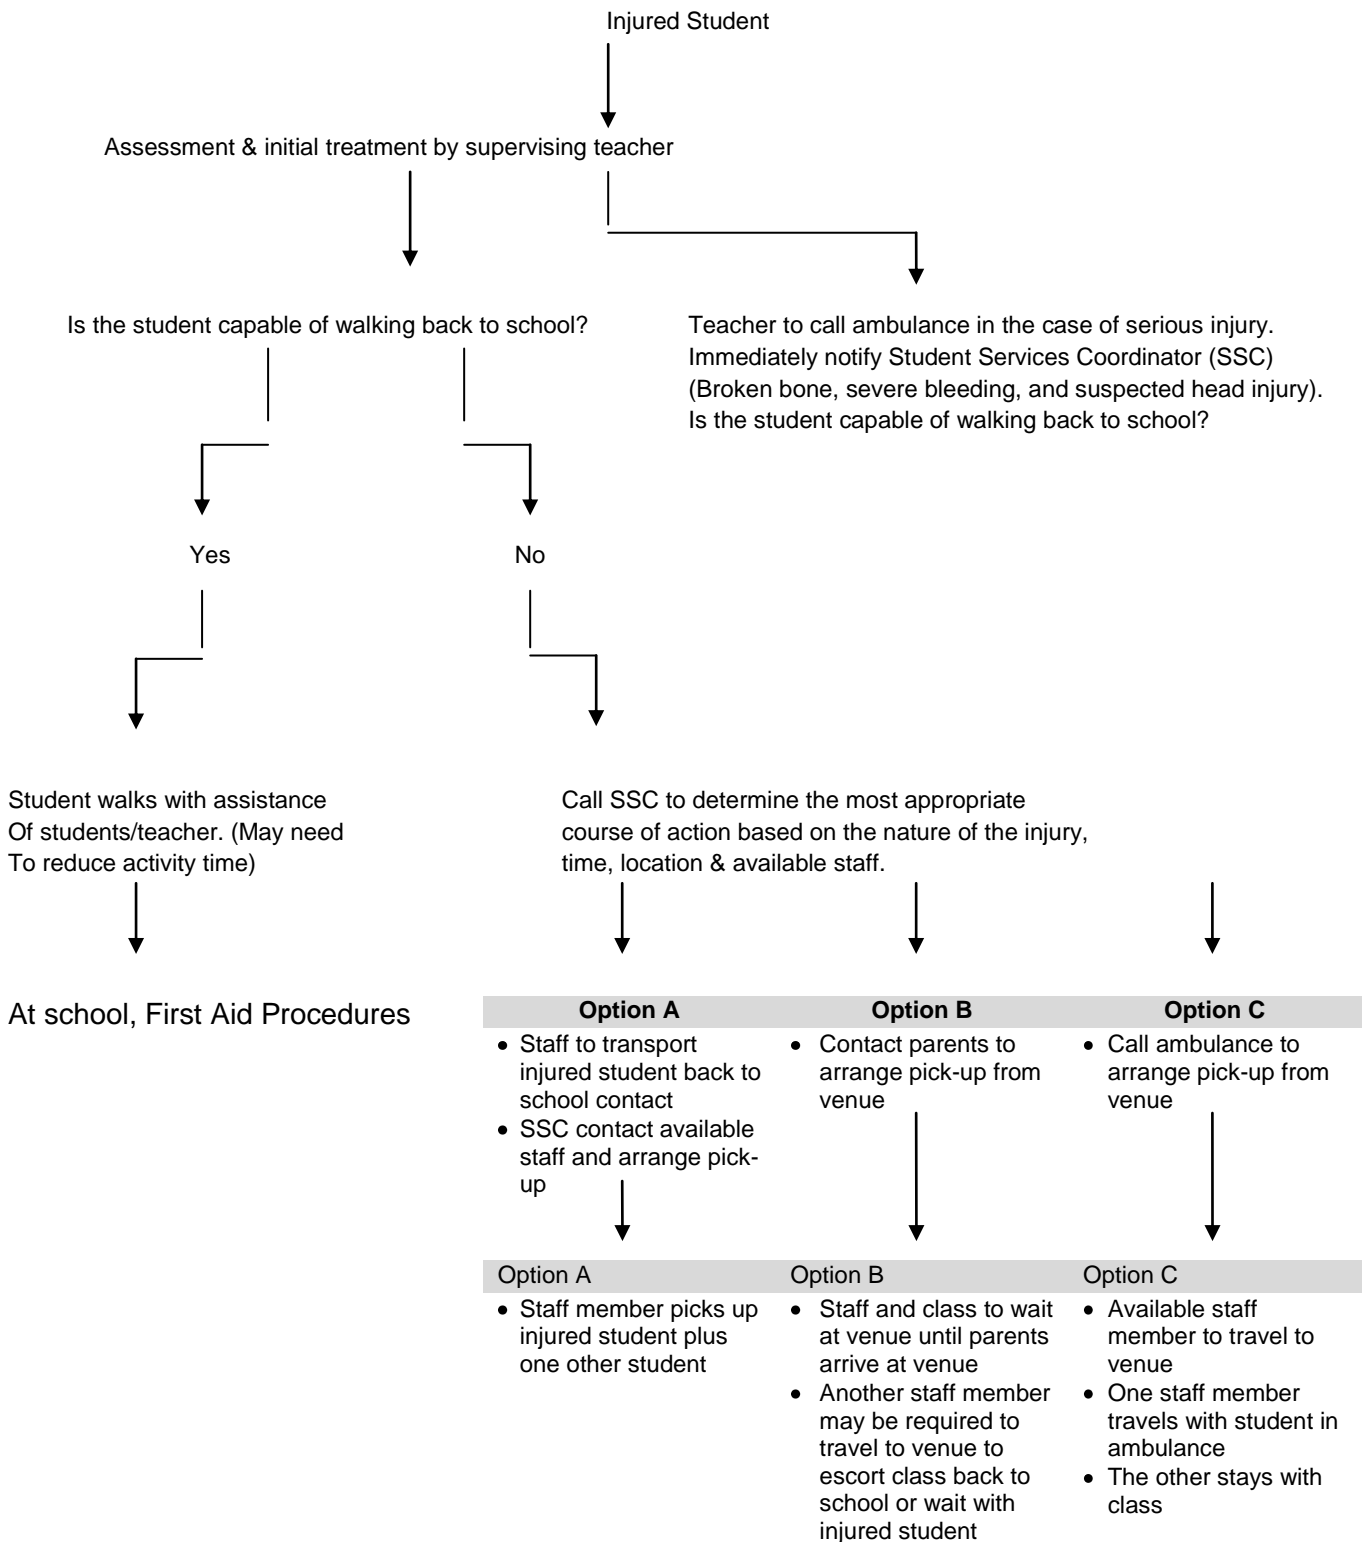 Injured Student
Assessment & initial treatment by supervising teacher
Is the student capable of walking back to school?
Teacher to call ambulance in the case of serious injury.
Immediately notify Student Services Coordinator (SSC)
(Broken bone, severe bleeding, and suspected head injury).
Is the student capable of walking back to school?
Yes
No
Student walks with assistance
Of students/teacher. (May need
To reduce activity time)
Call SSC to determine the most appropriate
course of action based on the nature of the injury,
time, location & available staff.
At school, First Aid Procedures
Option A
• Staff to transport
injured student back to
school contact
• SSC contact available
staff and arrange pick-
up
Option B
• Contact parents to
arrange pick-up from
venue
Option C
• Call ambulance to
arrange pick-up from
venue
Option A
• Staff member picks up
injured student plus
one other student
Option B
• Staff and class to wait
at venue until parents
arrive at venue
• Another staff member
may be required to
travel to venue to
escort class back to
school or wait with
injured student
Option C
• Available staff
member to travel to
venue
• One staff member
travels with student in
ambulance
• The other stays with
class